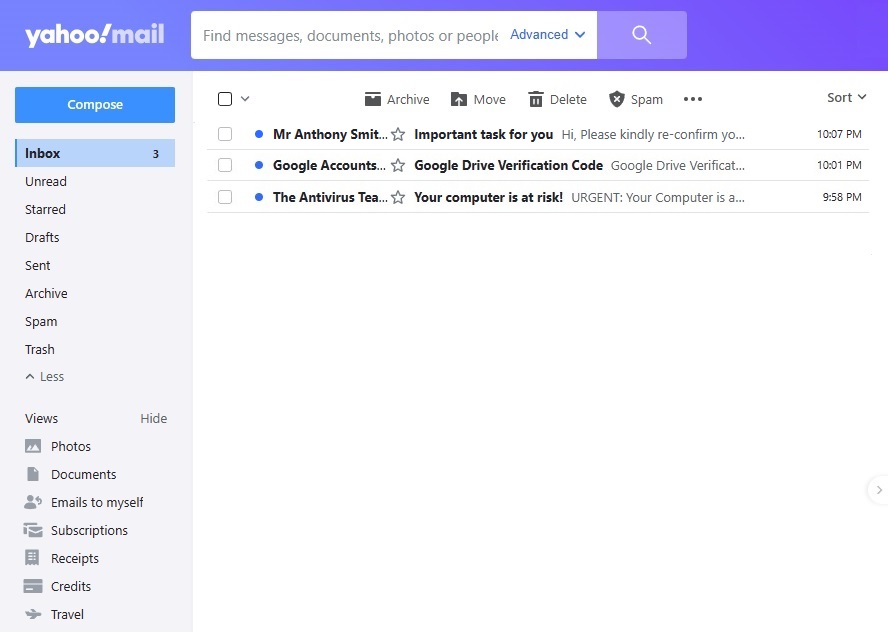 yahoo!mail
Find messages, documents, photos or people Advanced
Compose
Inbox 3
Unread
Starred
Drafts
Sent
Archive
Spam
Trash
Less
Views Hide
Photos
Documents
Emails to myself
Subscriptions
Receipts
Credits
Travel
Archive Move Delete Spam ••• Sort
Mr Anthony Smit... Important task for you Hi, Please kindly re-confirm yo... 10:07 PM
Google Accounts... Google Drive Verification Code Google Drive Verificat... 10:01 PM
The Antivirus Tea... Your computer is at risk! URGENT: Your Computer is a... 9:58 PM